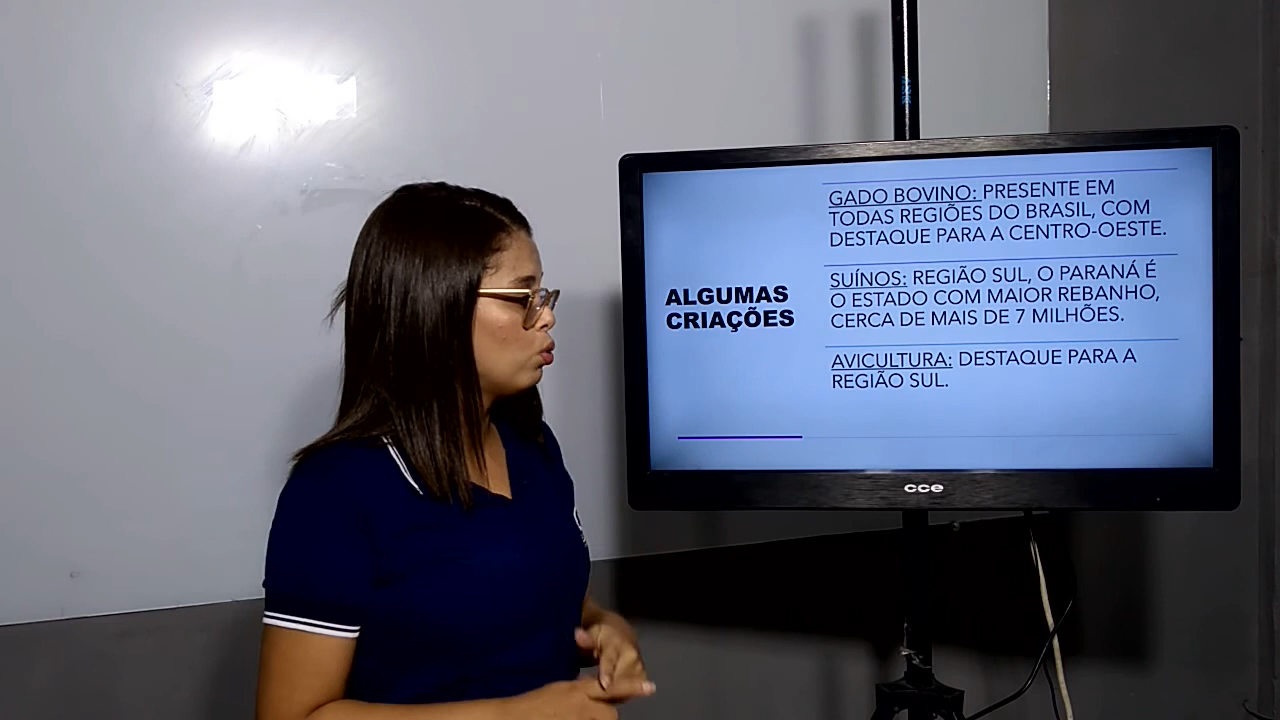 ALGUMAS
CRIAÇÕES
GADO BOVINO: PRESENTE EM
TODAS REGIÕES DO BRASIL, COM
DESTAQUE PARA A CENTRO-OESTE.
SUÍNOS: REGIÃO SUL, O PARANÁ É
O ESTADO COM MAIOR REBANHO,
CERCA DE MAIS DE 7 MILHÕES.
AVICULTURA: DESTAQUE PARA A
REGIÃO SUL.
cce